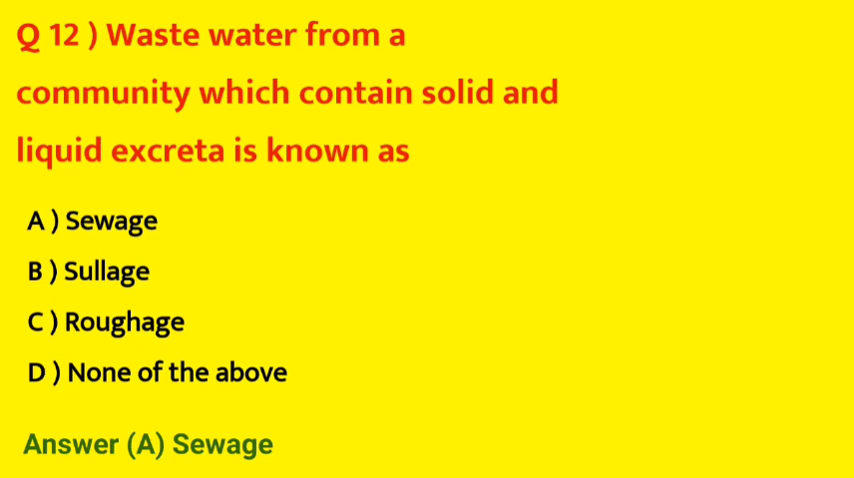 Q 12 ) Waste water from a
community which contain solid and
liquid excreta is known as
A ) Sewage
B ) Sullage
C ) Roughage
D ) None of the above
Answer (A) Sewage